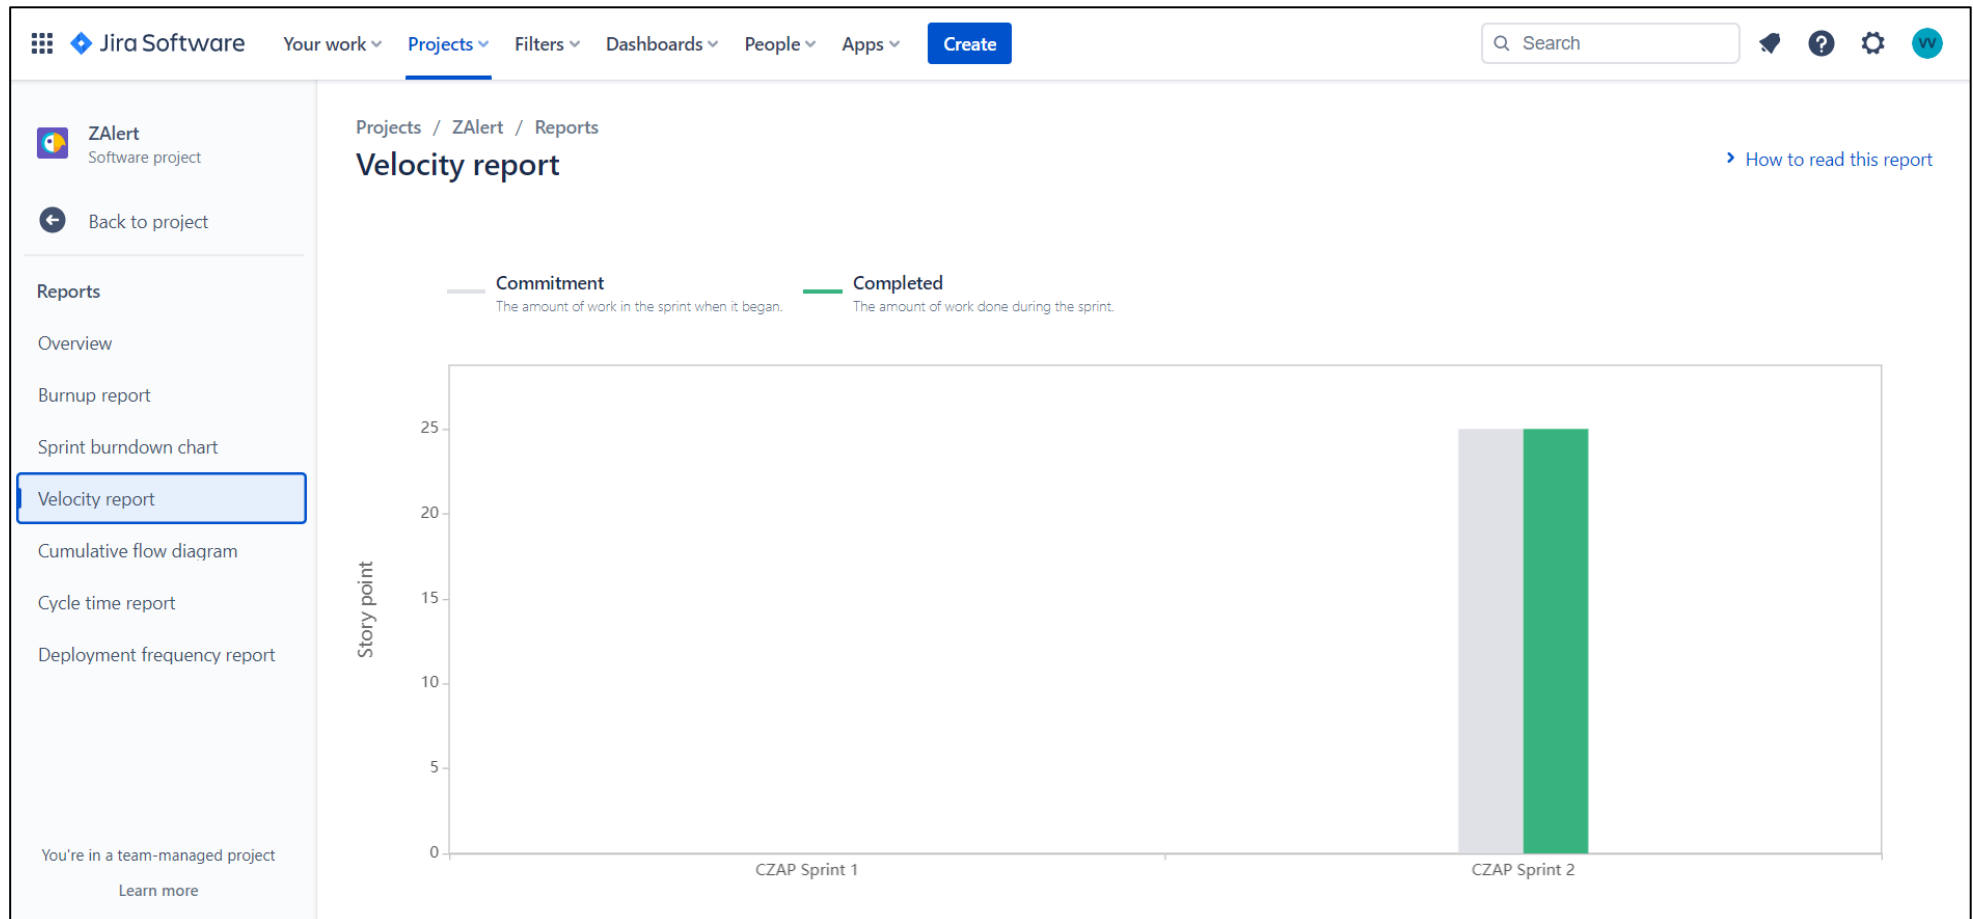 Jira Software Your work Projects Filters Dashboards People Apps Create Search
VV
ZAlert
Software project
Back to project
Reports
Overview
Burnup report
Sprint burndown chart
Velocity report
Cumulative flow diagram
Cycle time report
Deployment frequency report
You're in a team-managed project
Learn more
Projects / ZAlert / Reports
Velocity report
How to read this report
Commitment
The amount of work in the sprint when it began.
Completed
The amount of work done during the sprint.
Story point
25
20
15
10
5
0
CZAP Sprint 1 CZAP Sprint 2